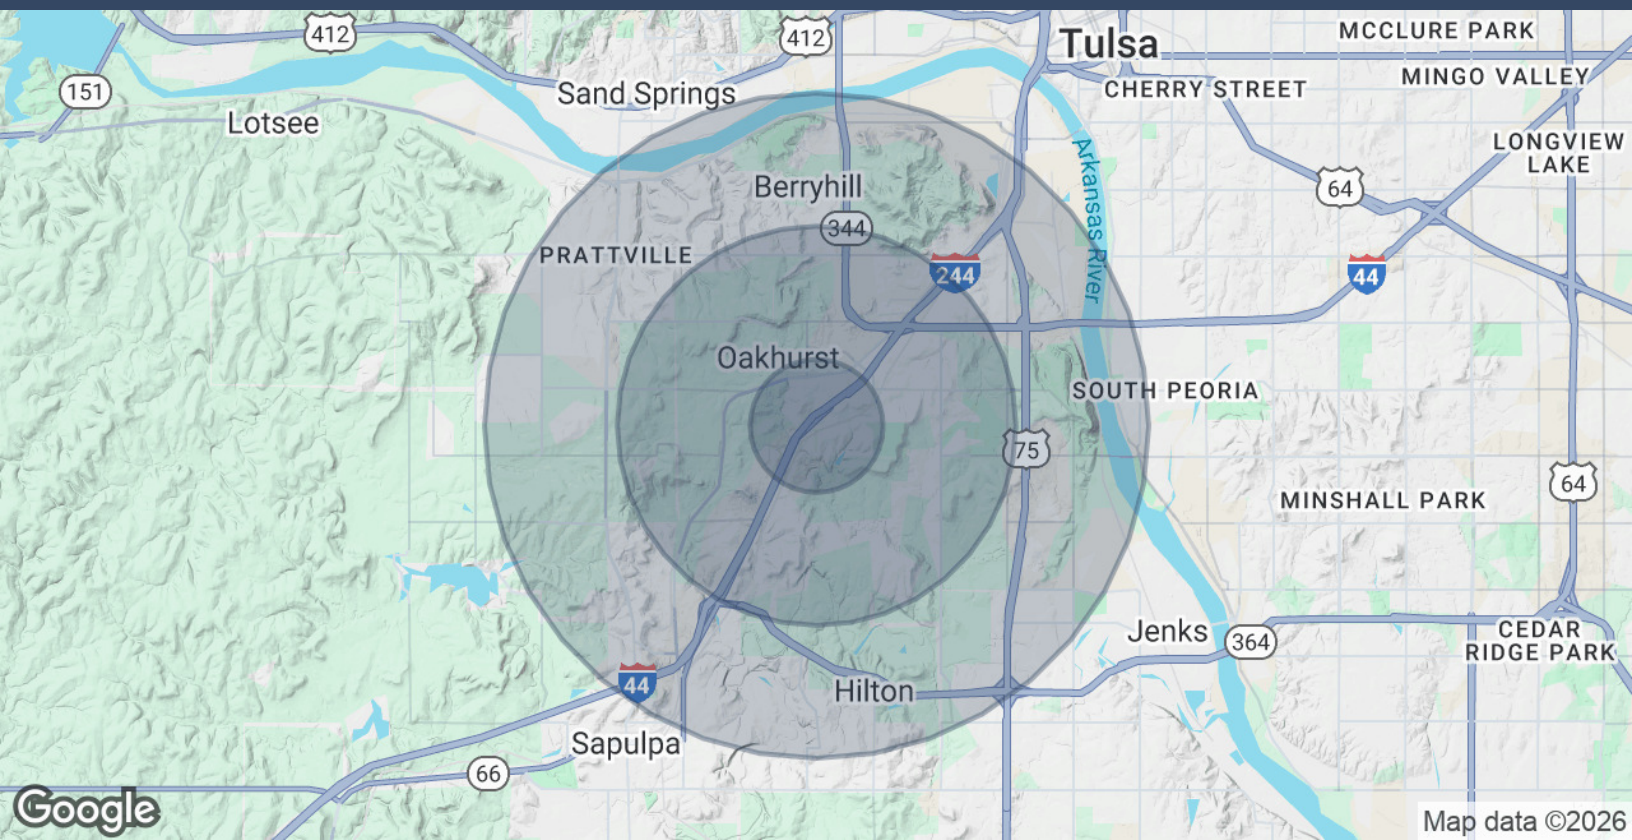 412
412
Tulsa
MCCLURE PARK
MINGO VALLEY
151
Sand Springs
CHERRY STREET
Lotsee
LONGVIEW
LAKE
Arkansas River
Berryhill
64
344
PRATTVILLE
244
44
Oakhurst
SOUTH PEORIA
75
64
MINSHALL PARK
Jenks
364
CEDAR
RIDGE PARK
44
Hilton
Sapulpa
66
Google
Map data ©2026